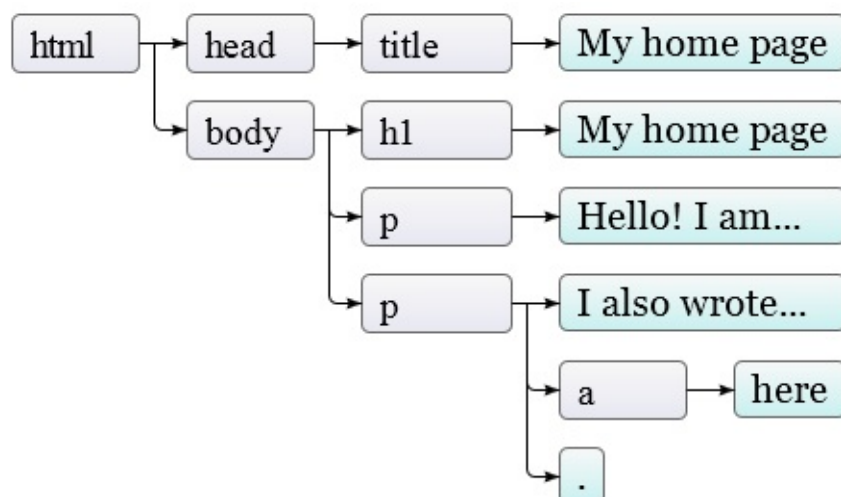 html head title My home page
body h1 My home page
p Hello! I am...
p I also wrote...
a here
.